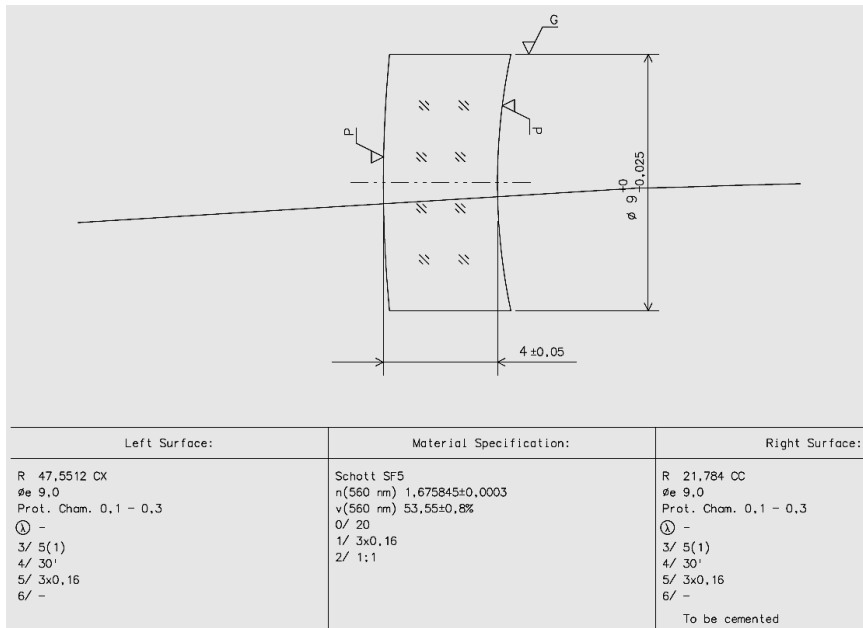 G
P
P
ø 9 +0 -0,025
4 ±0,05
Left Surface:
Material Specification:
Right Surface:
R 47,5512 CX
øe 9,0
Prot. Cham. 0,1 - 0,3
λ -
3/ 5(1)
4/ 30'
5/ 3x0,16
6/ -
Schott SF5
n(560 nm) 1,675845±0,0003
v(560 nm) 53,55±0,8%
0/ 20
1/ 3x0,16
2/ 1;1
R 21,784 CC
øe 9,0
Prot. Cham. 0,1 - 0,3
λ -
3/ 5(1)
4/ 30'
5/ 3x0,16
6/ -
To be cemented